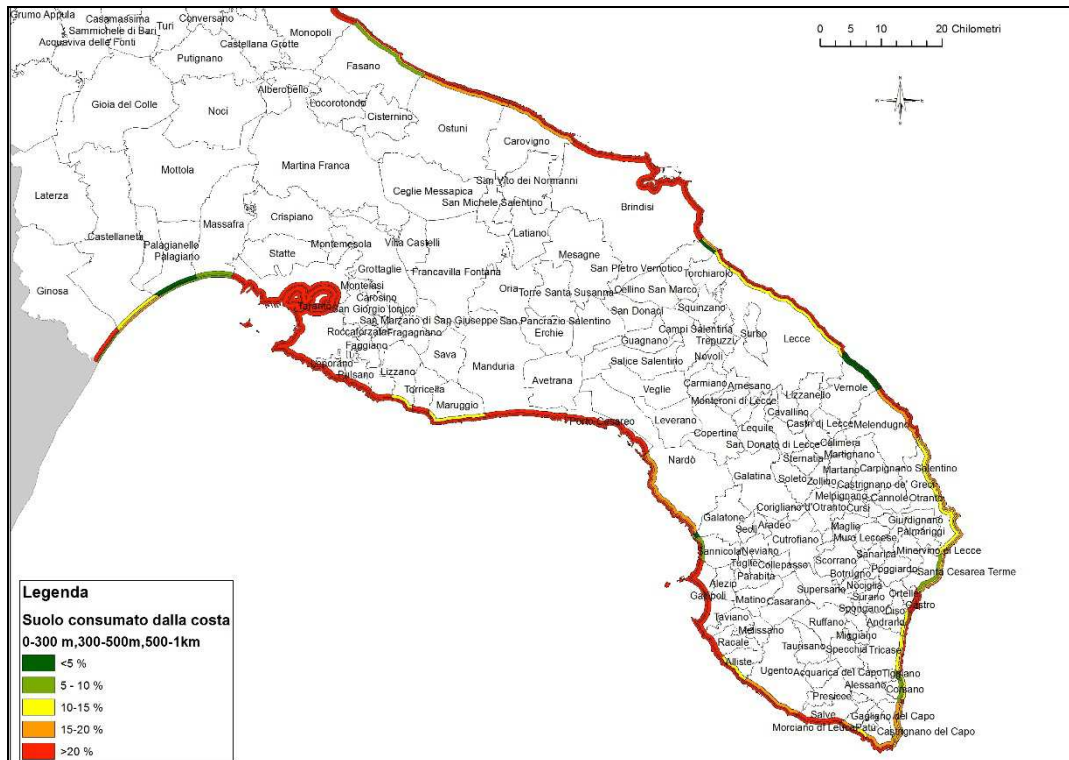 Grumo Appula
Casamassima
Conversano
Sammichele di Bari
Turi
Acquaviva delle Fonti
Castellana Grotte
Monopoli
Putignano
Fasano
Alberobello
Gioia del Colle
Noci
Locorotondo
Cisternino
Ostuni
Carovigno
Mottola
Martina Franca
Laterza
Ceglie Messapica
San Vito dei Normanni
San Michele Salentino
Brindisi
Massafra
Crispiano
Castellaneta
Palagianello
Palagiano
Statte
Montemesola
Villa Castelli
Latiano
Mesagne
Grottaglie
Francavilla Fontana
San Pietro Vernotico
Torchiarolo
Ginosa
Monteiasi
Carosino
Oria
Torre Santa Susanna
Cellino San Marco
Taranto
San Giorgio Ionico
San Donaci
Squinzano
San Marzano di San Giuseppe
San Pancrazio Salentino
Campi Salentina
Roccaforzata
Fragagnano
Erchie
Guagnano
Trepuzzi
Surbo
Lecce
Faggiano
Sava
Salice Salentino
Novoli
Leporano
Pulsano
Lizzano
Manduria
Avetrana
Veglie
Carmiano
Arnesano
Vernole
Torricella
Maruggio
Monteroni di Lecce
Lizzanello
Cavallino
Porto Cesareo
Leverano
Copertino
Lequile
Castri di Lecce
Melendugno
San Donato di Lecce
Calimera
Nardò
Sternatia
Martignano
Galatina
Soleto
Zollino
Martano
Carpignano Salentino
Castrignano de' Greci
Melpignano
Cannole
Otranto
Galatone
Corigliano d'Otranto
Cursi
Seclì
Aradeo
Maglie
Giurdignano
Palmariggi
Cutrofiano
Muro Leccese
Sannicola
Neviano
Sanarica
Minervino di Lecce
Tuglie
Collepasso
Scorrano
Poggiardo
Santa Cesarea Terme
Parabita
Botrugno
Alezio
Nociglia
Gallipoli
Matino
Casarano
Supersano
Surano
Ortelle
Spongano
Diso
Castro
Taviano
Ruffano
Andrano
Melissano
Miggiano
Racale
Taurisano
Specchia
Tricase
Alliste
Ugento
Acquarica del Capo
Tiggiano
Alessano
Corsano
Presicce
Salve
Gagliano del Capo
Morciano di Leuca
Patù
Castrignano del Capo
0 5 10 20 Chilometri
Legenda
Suolo consumato dalla costa
0-300 m,300-500m,500-1km
<5 %
5 - 10 %
10-15 %
15-20 %
>20 %